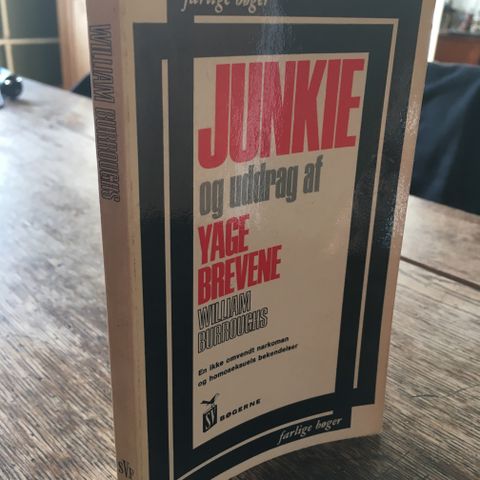 farlige bøger
JUNKIE
og uddrag af
YAGE
BREVENE
WILLIAM
BURROUGHS
En ikke omvendt narkoman
og homoseksuels bekendelser
SV BØGERNE
farlige bøger
WILLIAM BURROUGHS